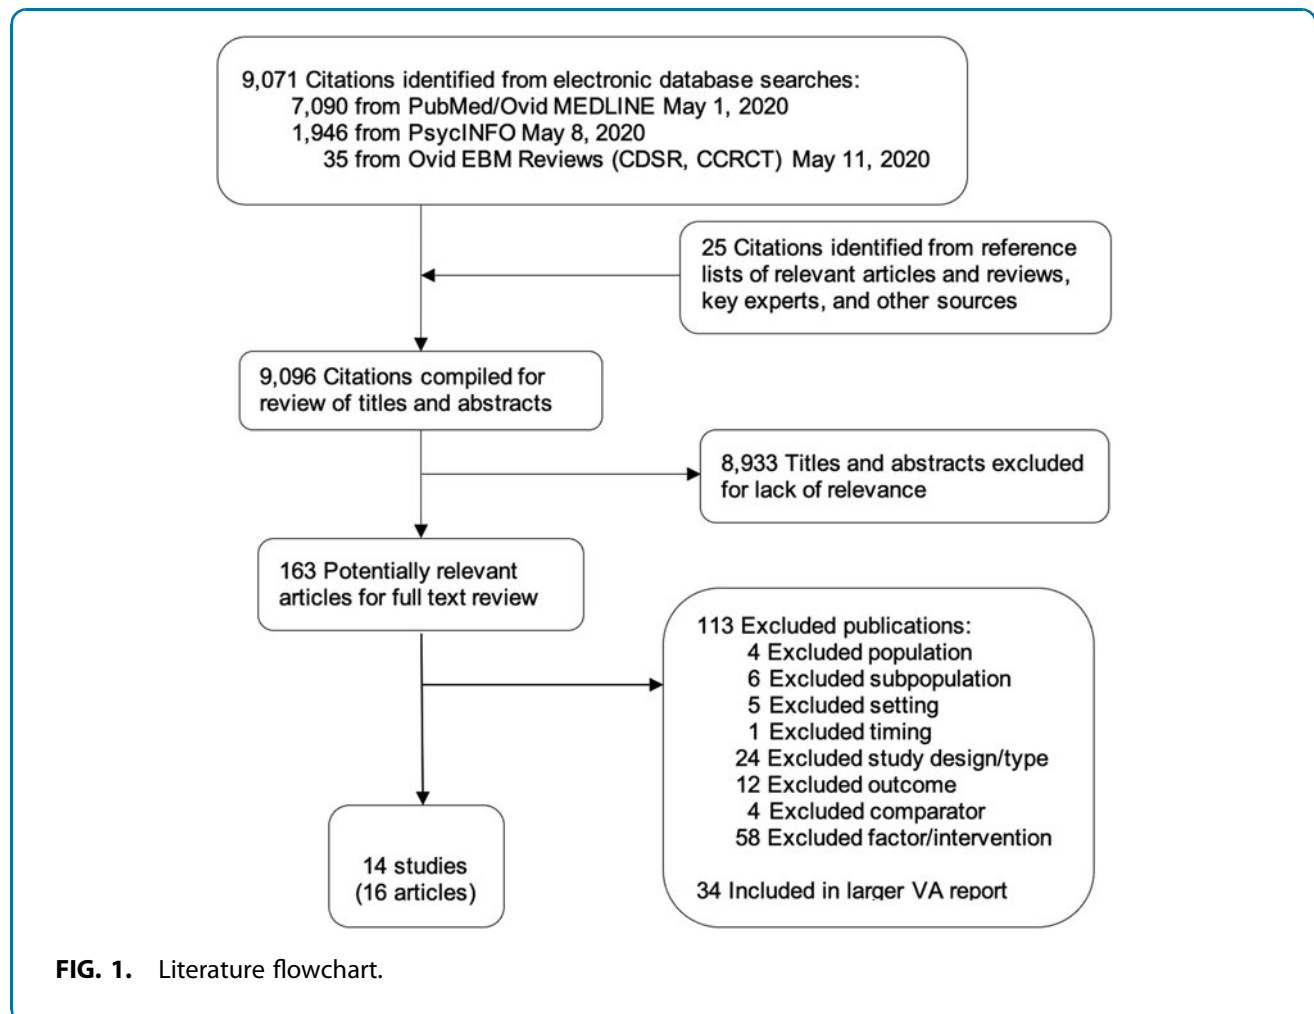 9,071 Citations identified from electronic database searches:
7,090 from PubMed/Ovid MEDLINE May 1, 2020
1,946 from PsycINFO May 8, 2020
35 from Ovid EBM Reviews (CDSR, CCRCT) May 11, 2020
25 Citations identified from reference
lists of relevant articles and reviews,
key experts, and other sources
9,096 Citations compiled for
review of titles and abstracts
8,933 Titles and abstracts excluded
for lack of relevance
163 Potentially relevant
articles for full text review
113 Excluded publications:
4 Excluded population
6 Excluded subpopulation
5 Excluded setting
1 Excluded timing
24 Excluded study design/type
12 Excluded outcome
4 Excluded comparator
58 Excluded factor/intervention
34 Included in larger VA report
14 studies
(16 articles)
FIG. 1. Literature flowchart.